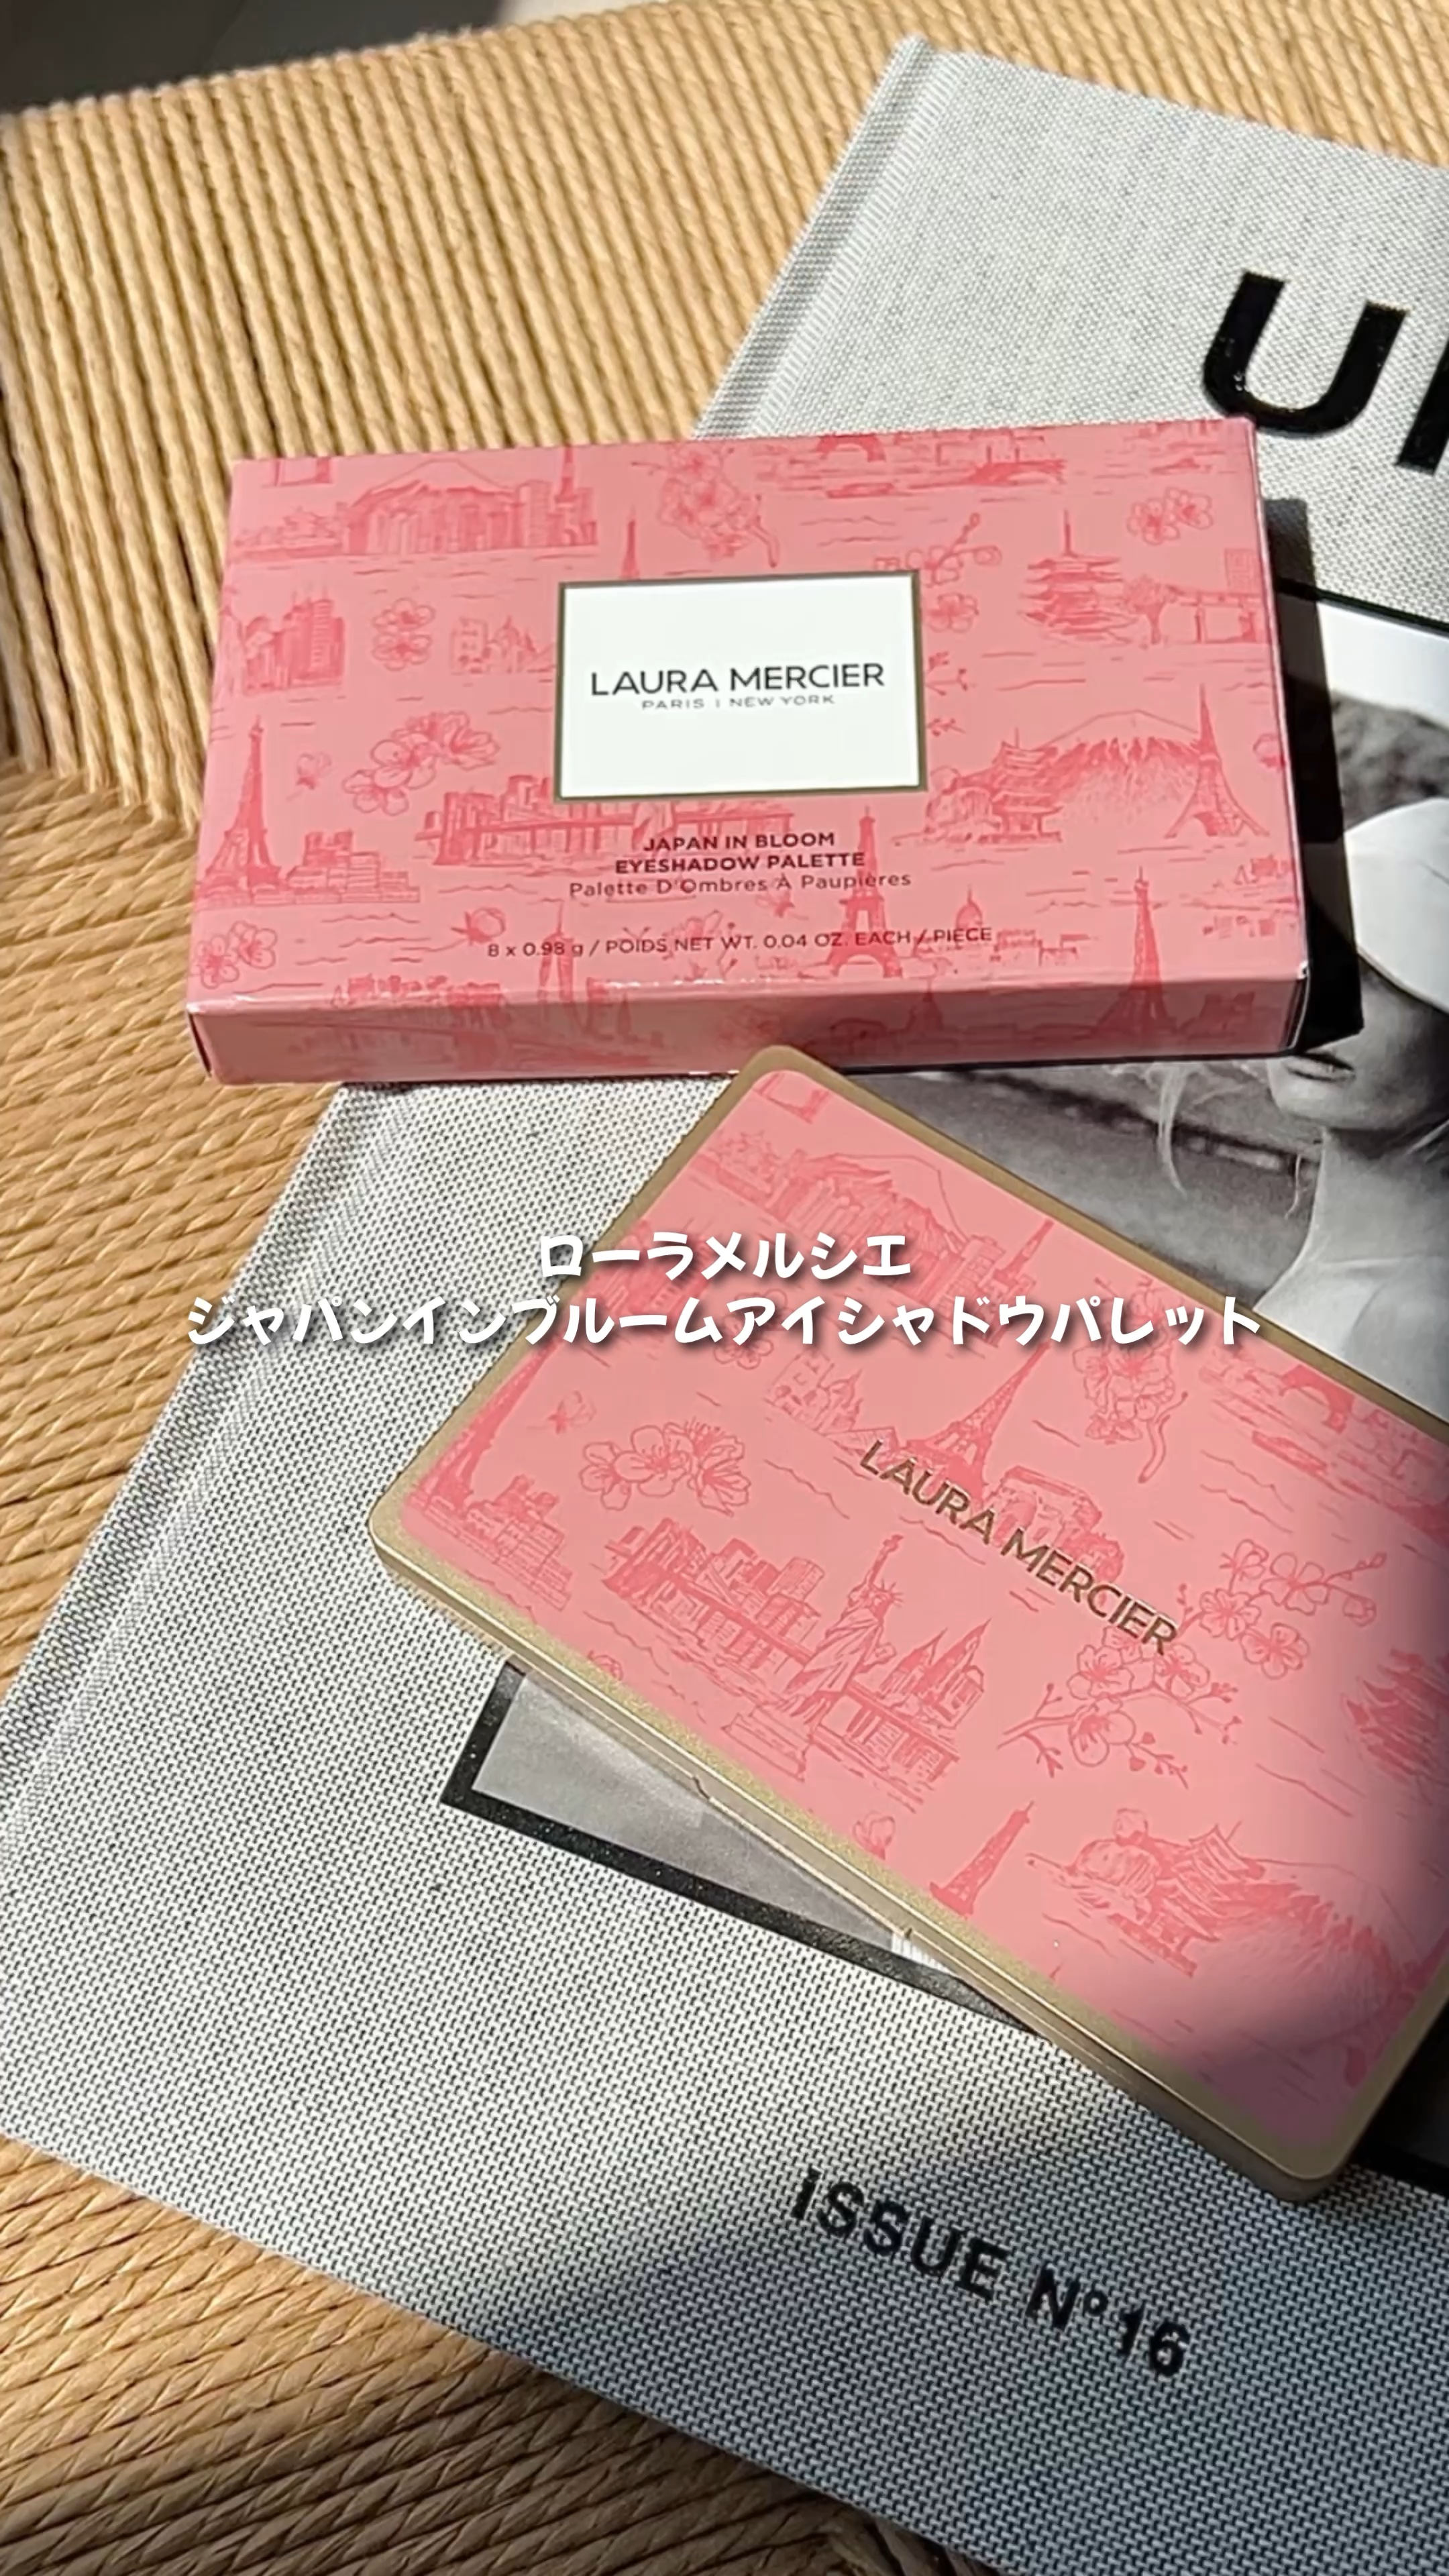 LAURA MERCIER
PARIS | NEW YORK
JAPAN IN BLOOM
EYESHADOW PALETTE
Palette D'Ombres À Paupières
8 x 0.98 g / POIDS NET WT. 0.04 OZ. EACH / PIECE
ローラメルシエ
ジャパンインブルームアイシャドウパレット
LAURA MERCIER
ISSUE N°16